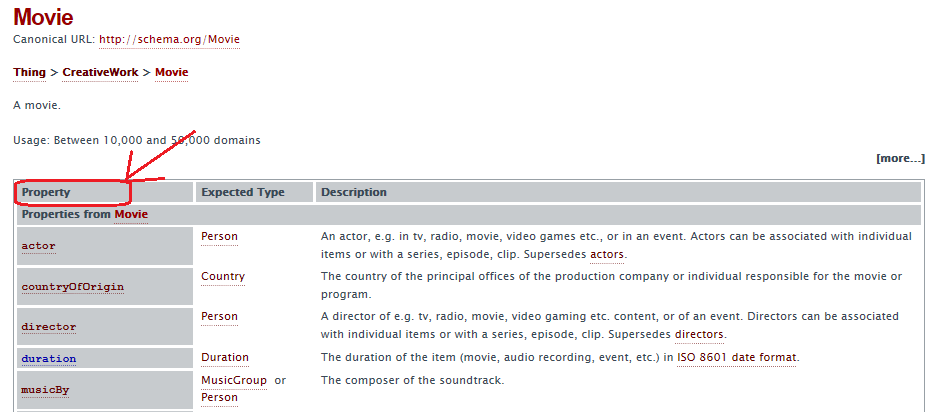 Movie
Canonical URL: http://schema.org/Movie
Thing > CreativeWork > Movie
A movie.
Usage: Between 10,000 and 50,000 domains
[more...]
Property Expected Type Description
Properties from Movie
actor Person An actor, e.g. in tv, radio, movie, video games etc., or in an event. Actors can be associated with individual
items or with a series, episode, clip. Supersedes actors.
countryOfOrigin Country The country of the principal offices of the production company or individual responsible for the movie or
program.
director Person A director of e.g. tv, radio, movie, video gaming etc. content, or of an event. Directors can be associated
with individual items or with a series, episode, clip. Supersedes directors.
duration Duration The duration of the item (movie, audio recording, event, etc.) in ISO 8601 date format.
musicBy MusicGroup or The composer of the soundtrack.
Person